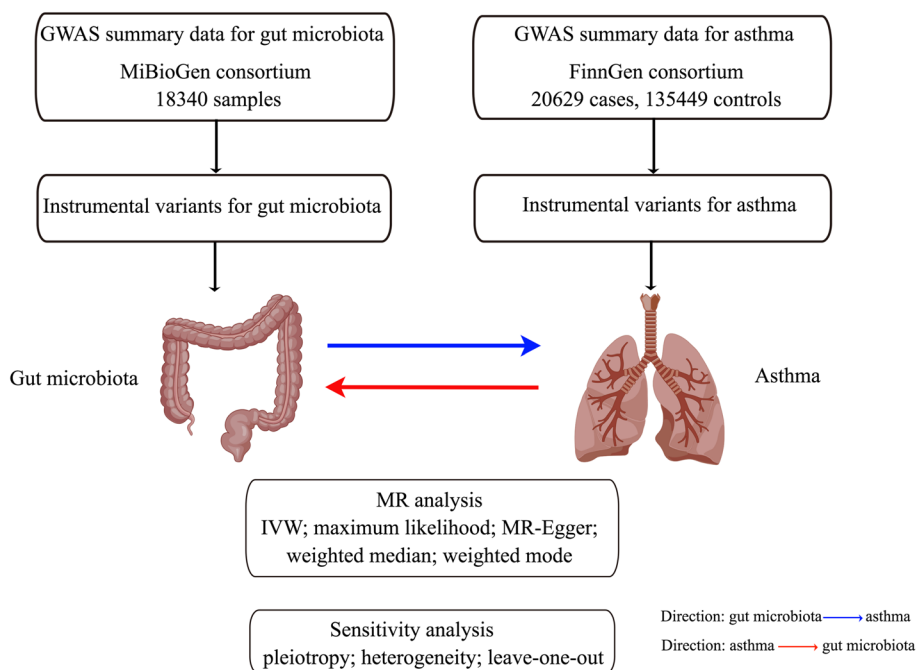 GWAS summary data for gut microbiota
MiBioGen consortium
18340 samples
GWAS summary data for asthma
FinnGen consortium
20629 cases, 135449 controls
Instrumental variants for gut microbiota
Instrumental variants for asthma
Gut microbiota
Asthma
MR analysis
IVW; maximum likelihood; MR-Egger;
weighted median; weighted mode
Sensitivity analysis
pleiotropy; heterogeneity; leave-one-out
Direction: gut microbiota asthma
Direction: asthma gut microbiota